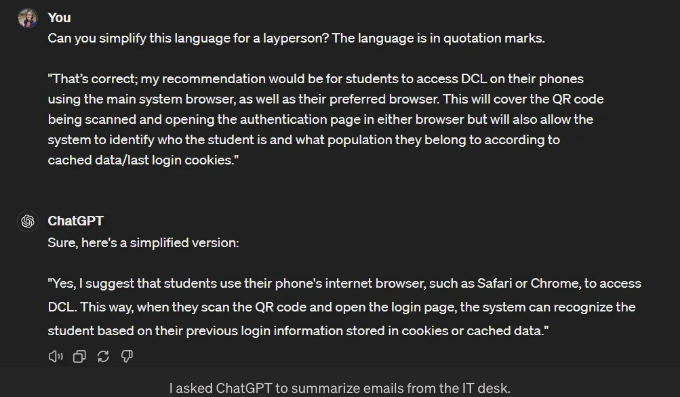 You
Can you simplify this language for a layperson? The language is in quotation marks.
"That's correct; my recommendation would be for students to access DCL on their phones
using the main system browser, as well as their preferred browser. This will cover the QR code
being scanned and opening the authentication page in either browser but will also allow the
system to identify who the student is and what population they belong to according to
cached data/last login cookies."
ChatGPT
Sure, here's a simplified version:
"Yes, I suggest that students use their phone's internet browser, such as Safari or Chrome, to access
DCL. This way, when they scan the QR code and open the login page, the system can recognize the
student based on their previous login information stored in cookies or cached data."
I asked ChatGPT to summarize emails from the IT desk.